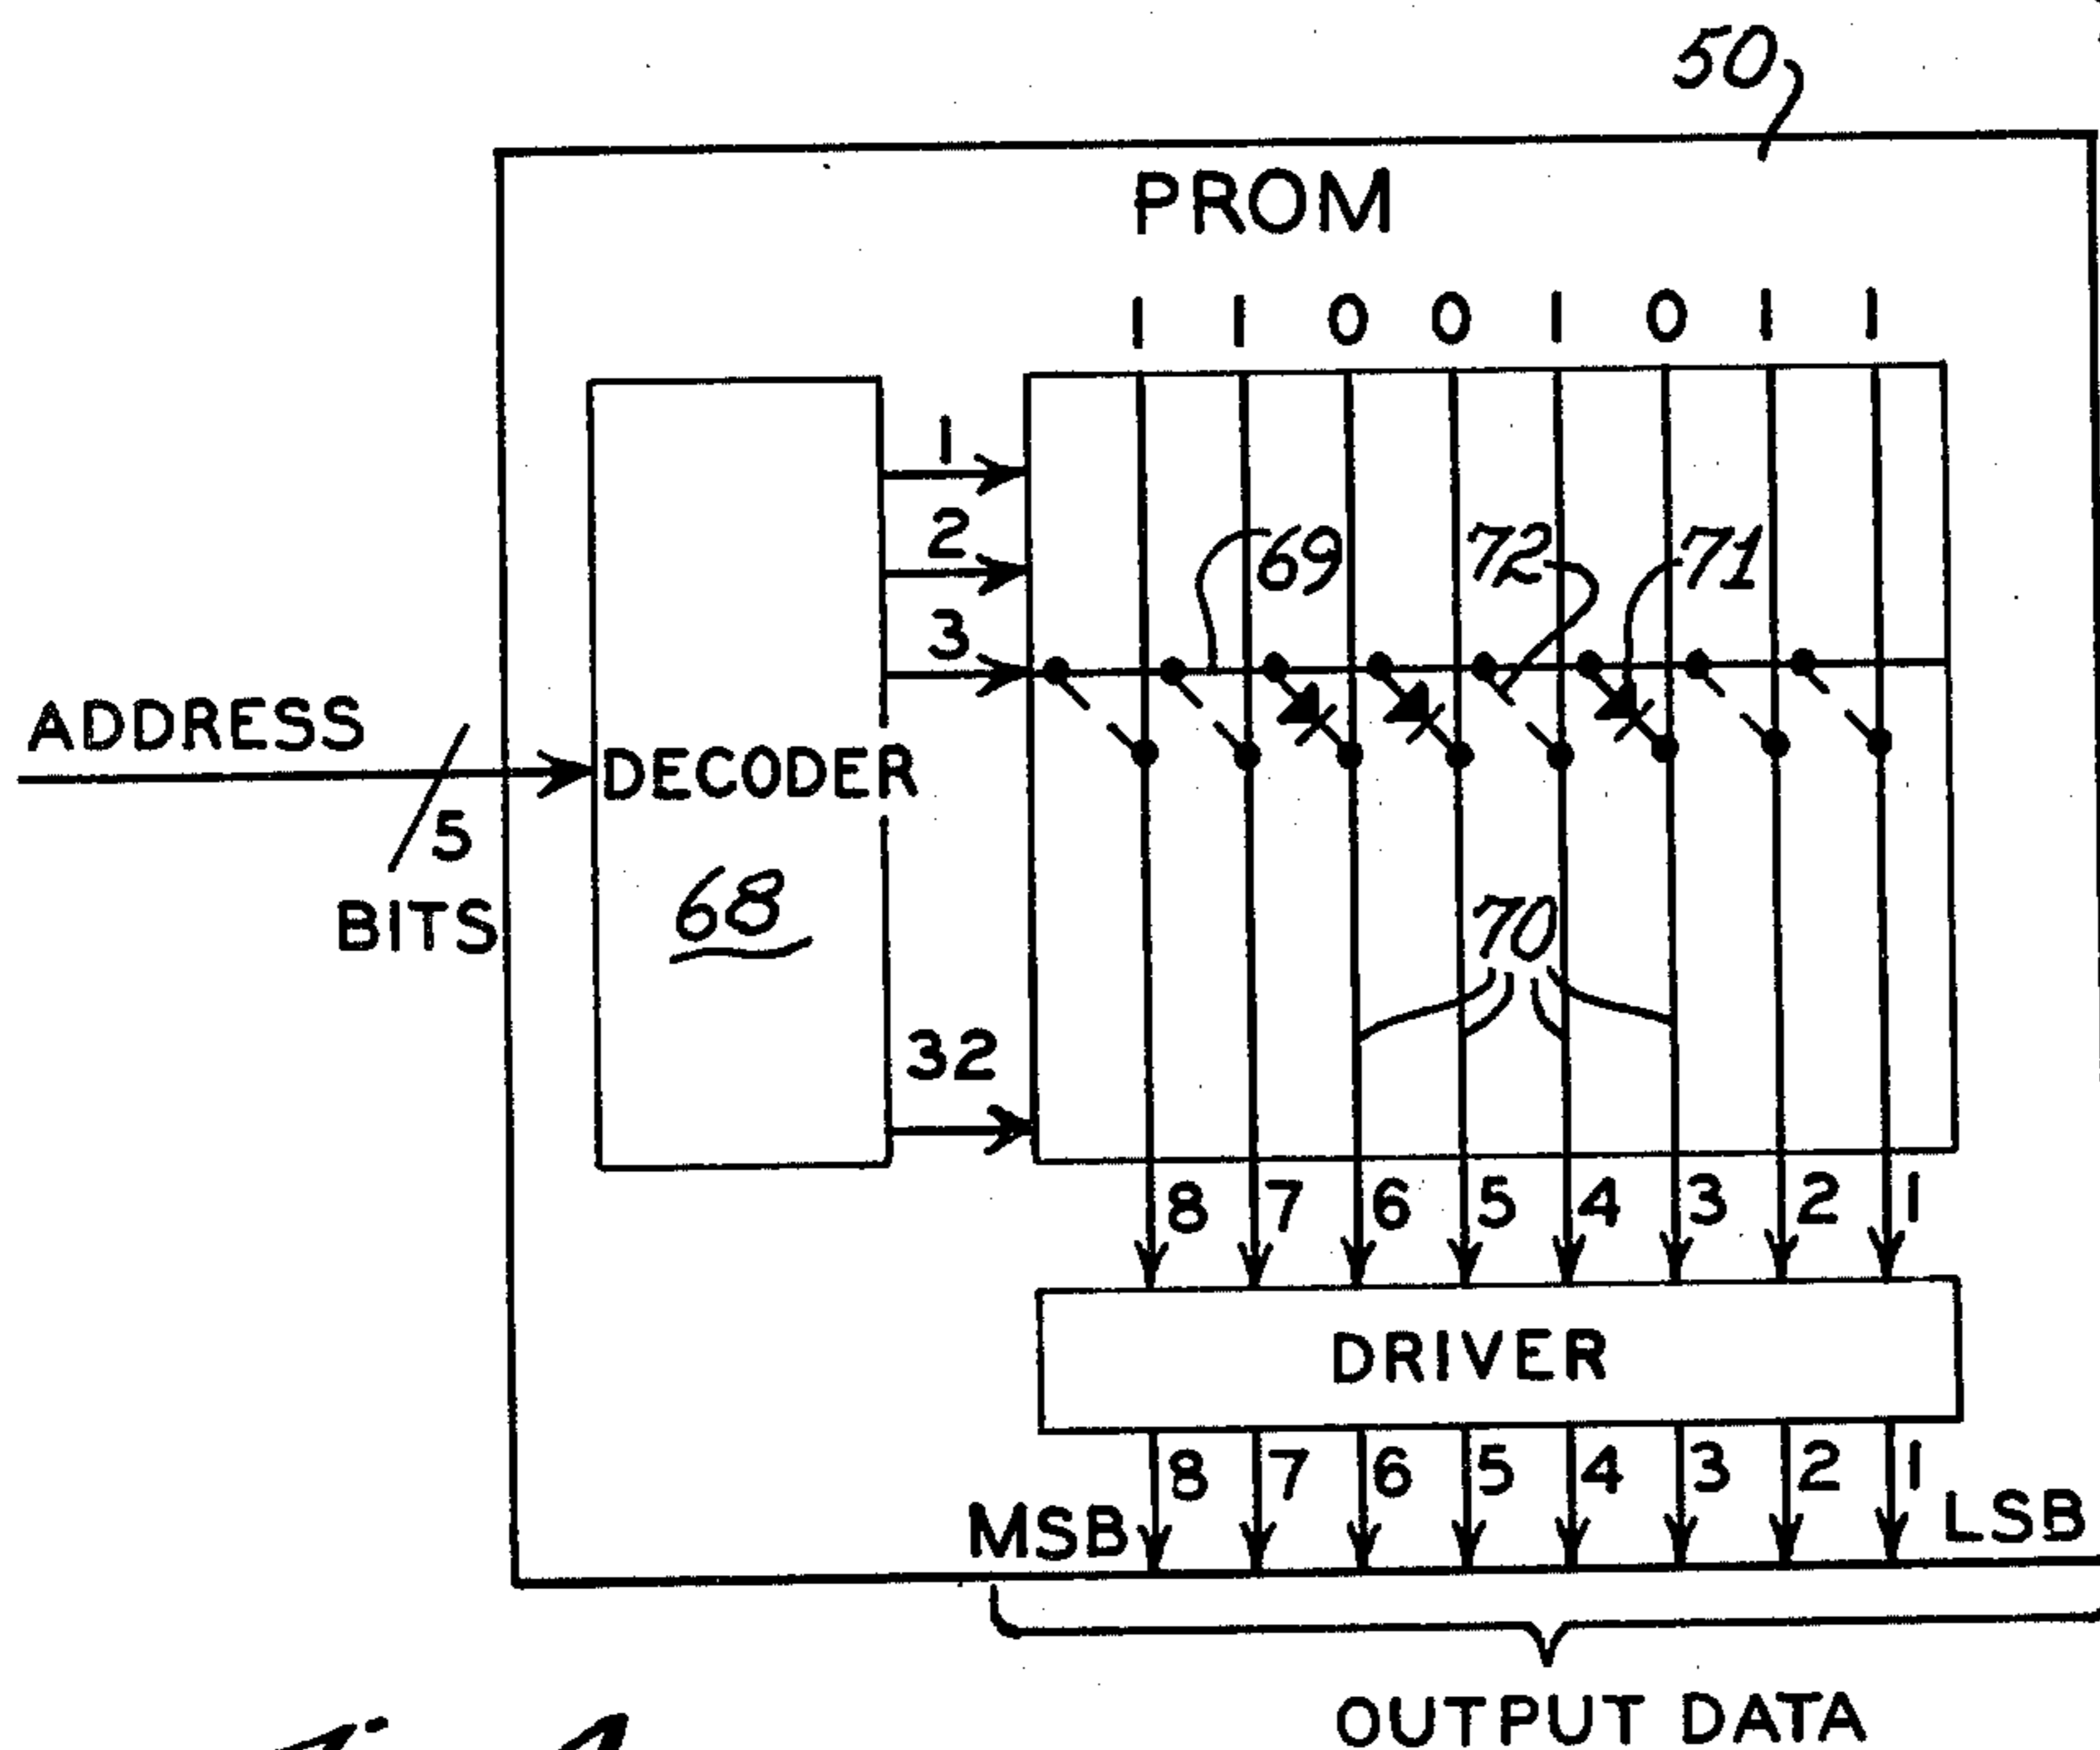 50
PROM
1 1 0 0 1 0 1 1
1
2
69 72 71
3
ADDRESS
DECODER
5
BITS
68
70
32
8 7 6 5 4 3 2 1
DRIVER
8 7 6 5 4 3 2 1
MSB LSB
OUTPUT DATA